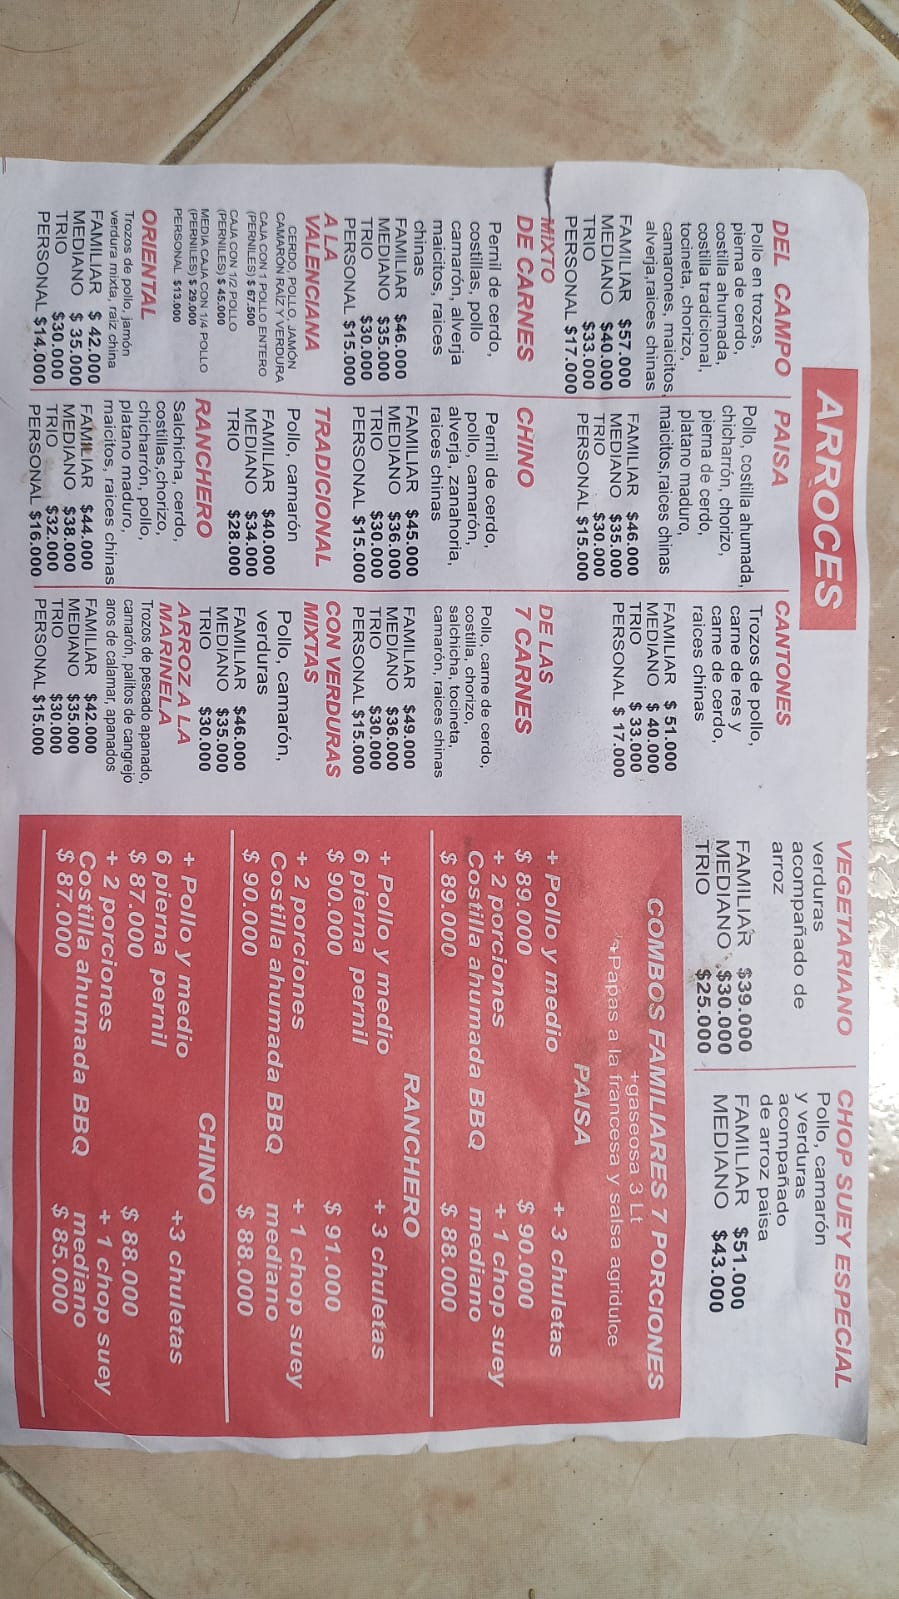 ARROCES
DEL CAMPO
Pollo en trozos,
pierna de cerdo,
costilla ahumada,
costilla tradicional,
tocineta, chorizo,
camarones, maicitos,
alverja,raices chinas
FAMILIAR $57.000
MEDIANO $40.000
TRIO $33.000
PERSONAL $17.000
PAISA
Pollo, costilla ahumada,
chicharrón, chorizo,
pierna de cerdo,
platano maduro,
maicitos,raices chinas
FAMILIAR $46.000
MEDIANO $35.000
TRIO $30.000
PERSONAL $15.000
CANTONES
Trozos de pollo,
carne de res y
carne de cerdo,
raices chinas
FAMILIAR $ 51.000
MEDIANO $ 40.000
TRIO $ 33.000
PERSONAL $ 17.000
MIXTO
DE CARNES
Pernil de cerdo,
costillas, pollo
camarón, alverja
maicitos, raices
chinas
FAMILIAR $46.000
MEDIANO $35.000
TRIO $30.000
PERSONAL $15.000
CHINO
Pernil de cerdo,
pollo, camarón,
alverja, zanahoria,
raices chinas
FAMILIAR $45.000
MEDIANO $36.000
TRIO $30.000
PERSONAL $15.000
DE LAS
7 CARNES
Pollo, carne de cerdo,
costilla, chorizo,
salchicha, tocineta,
camarón, raices chinas
FAMILIAR $49.000
MEDIANO $36.000
TRIO $30.000
PERSONAL $15.000
A LA
VALENCIANA
CERDO, POLLO, JAMÓN
CAMARON RAIZ Y VERDURA
CAJA CON 1 POLLO ENTERO
(PERNILES) $ 67.500
CAJA CON 1/2 POLLO
(PERNILES) $ 45.000
MEDIA CAJA CON 1/4 POLLO
(PERNILES) $ 29.000
PERSONAL $13.000
TRADICIONAL
Pollo, camarón
FAMILIAR $40.000
MEDIANO $34.000
TRIO $28.000
CON VERDURAS
MIXTAS
Pollo, camarón,
verduras
FAMILIAR $46.000
MEDIANO $35.000
TRIO $30.000
ORIENTAL
Trozos de pollo, jamón
verdura mixta, raiz china
FAMILIAR $ 42.000
MEDIANO $ 35.000
TRIO $30.000
PERSONAL $14.000
RANCHERO
Salchicha, cerdo,
costillas,chorizo,
chicharrón, pollo,
platano maduro,
maicitos, raices chinas
FAMILIAR $44.000
MEDIANO $38.000
TRIO $32.000
PERSONAL $16.000
ARROZ A LA
MARINELA
Trozos de pescado apanado,
camarón, palitos de cangrejo
aros de calamar, apanados
FAMILIAR $42.000
MEDIANO $35.000
TRIO $30.000
PERSONAL $15.000
VEGETARIANO
verduras
acompañado de
arroz
FAMILIAR $39.000
MEDIANO $30.000
TRIO $25.000
CHOP SUEY ESPECIAL
Pollo, camarón
y verduras
acompañado
de arroz paisa
FAMILIAR $51.000
MEDIANO $43.000
COMBOS FAMILIARES 7 PORCIONES
+gaseosa 3 Lt
+Papas a la francesa y salsa agridulce
PAISA
+ Pollo y medio
$ 89.000
+ 2 porciones
Costilla ahumada BBQ
$ 89.000
+ 3 chuletas
$ 90.000
+ 1 chop suey
mediano
$ 88.000
RANCHERO
+ Pollo y medio
6 pierna pernil
$ 90.000
+ 2 porciones
Costilla ahumada BBQ
$ 90.000
+ 3 chuletas
$ 91.000
+ 1 chop suey
mediano
$ 88.000
CHINO
+ Pollo y medio
6 pierna pernil
$ 87.000
+ 2 porciones
Costilla ahumada BBQ
$ 87.000
+3 chuletas
$ 88.000
+ 1 chop suey
mediano
$ 85.000